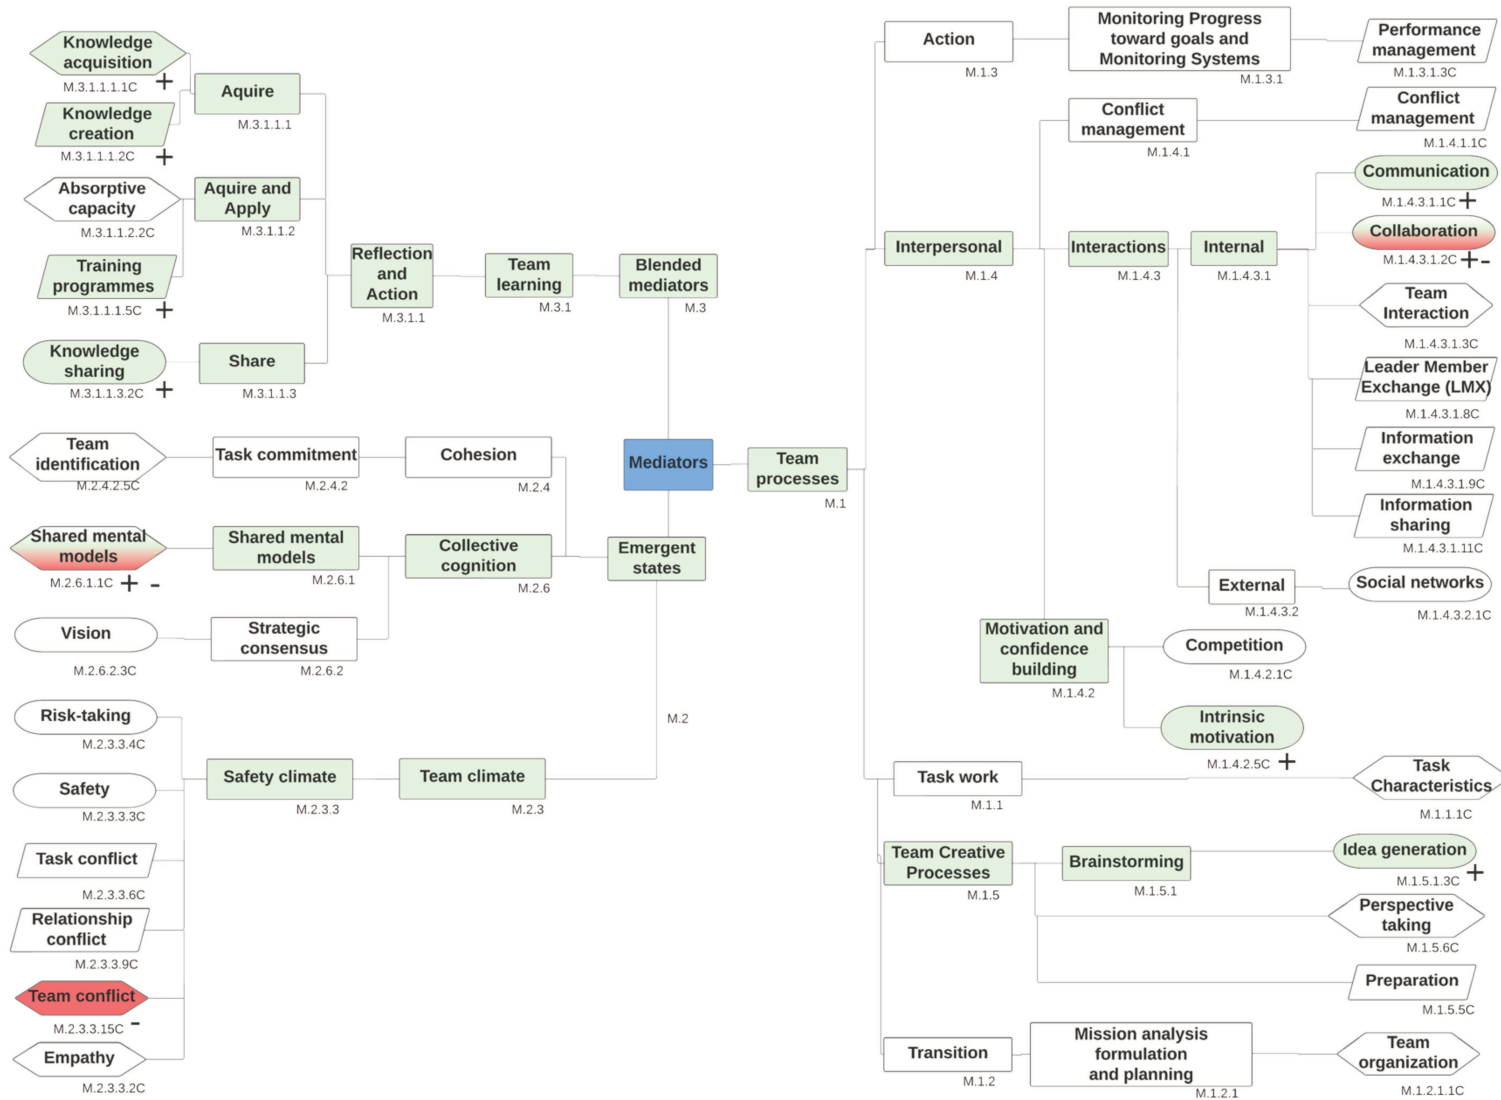 Knowledge
acquisition
M.3.1.1.1.1C +
Knowledge
creation
M.3.1.1.1.2C +
Aquire
M.3.1.1.1
Absorptive
capacity
M.3.1.1.2.2C
Aquire and
Apply
M.3.1.1.2
Training
programmes
M.3.1.1.1.5C +
Knowledge
sharing
M.3.1.1.3.2C +
Share
M.3.1.1.3
Reflection
and
Action
M.3.1.1
Team
learning
M.3.1
Blended
mediators
M.3
Team
identification
M.2.4.2.5C
Task commitment
M.2.4.2
Cohesion
M.2.4
Mediators
Team
processes
M.1
Shared mental
models
M.2.6.1.1C + -
Shared mental
models
M.2.6.1
Collective
cognition
M.2.6
Emergent
states
Vision
M.2.6.2.3C
Strategic
consensus
M.2.6.2
M.2
Risk-taking
M.2.3.3.4C
Safety
M.2.3.3.3C
Safety climate
M.2.3.3
Team climate
M.2.3
Task conflict
M.2.3.3.6C
Relationship
conflict
M.2.3.3.9C
Team conflict
M.2.3.3.15C -
Empathy
M.2.3.3.2C
Action
M.1.3
Monitoring Progress
toward goals and
Monitoring Systems
M.1.3.1
Performance
management
M.1.3.1.3C
Conflict
management
M.1.4.1
Conflict
management
M.1.4.1.1C
Interpersonal
M.1.4
Interactions
M.1.4.3
Internal
M.1.4.3.1
Communication
M.1.4.3.1.1C +
Collaboration
M.1.4.3.1.2C + -
Team
Interaction
M.1.4.3.1.3C
Leader Member
Exchange (LMX)
M.1.4.3.1.8C
Information
exchange
M.1.4.3.1.9C
Information
sharing
M.1.4.3.1.11C
External
M.1.4.3.2
Social networks
M.1.4.3.2.1C
Motivation and
confidence
building
M.1.4.2
Competition
M.1.4.2.1C
Intrinsic
motivation
M.1.4.2.5C +
Task work
M.1.1
Task
Characteristics
M.1.1.1C
Team Creative
Processes
M.1.5
Brainstorming
M.1.5.1
Idea generation
M.1.5.1.3C +
Perspective
taking
M.1.5.6C
Preparation
M.1.5.5C
Transition
M.1.2
Mission analysis
formulation
and planning
M.1.2.1
Team
organization
M.1.2.1.1C